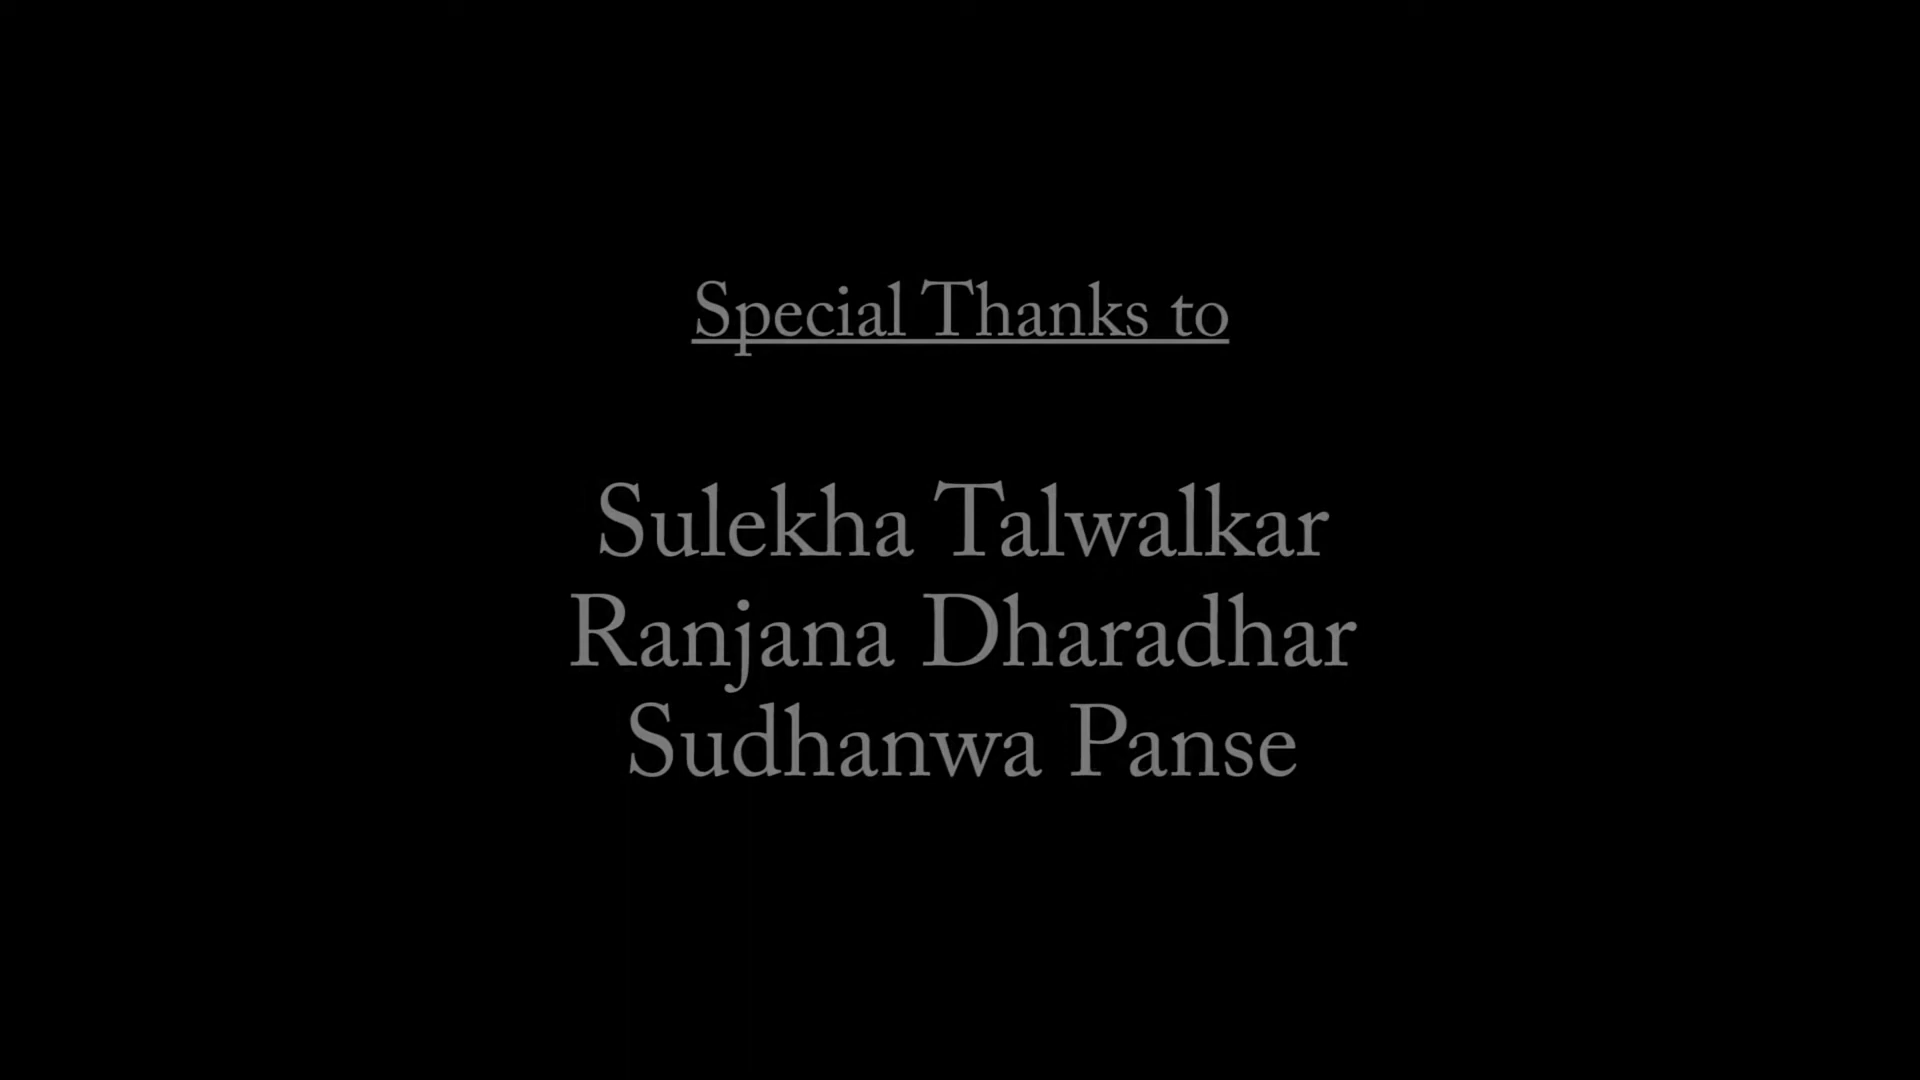 Special Thanks to
Sulekha Talwalkar
Ranjana Dharadhar
Sudhanwa Panse